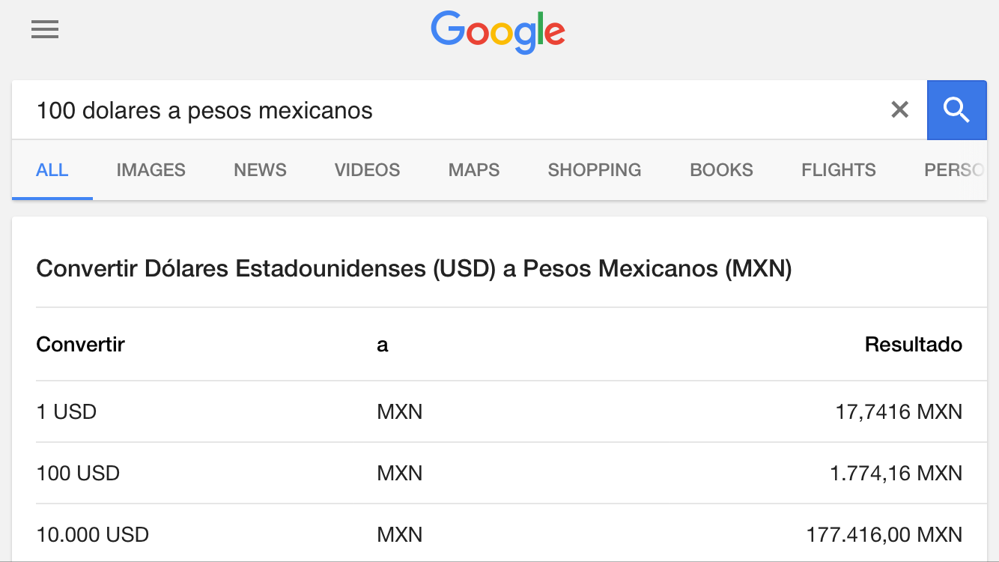 Google
100 dolares a pesos mexicanos
ALL IMAGES NEWS VIDEOS MAPS SHOPPING BOOKS FLIGHTS
Convertir Dólares Estadounidenses (USD) a Pesos Mexicanos (MXN)
Convertir a Resultado
1 USD MXN 17,7416 MXN
100 USD MXN 1.774,16 MXN
10.000 USD MXN 177.416,00 MXN